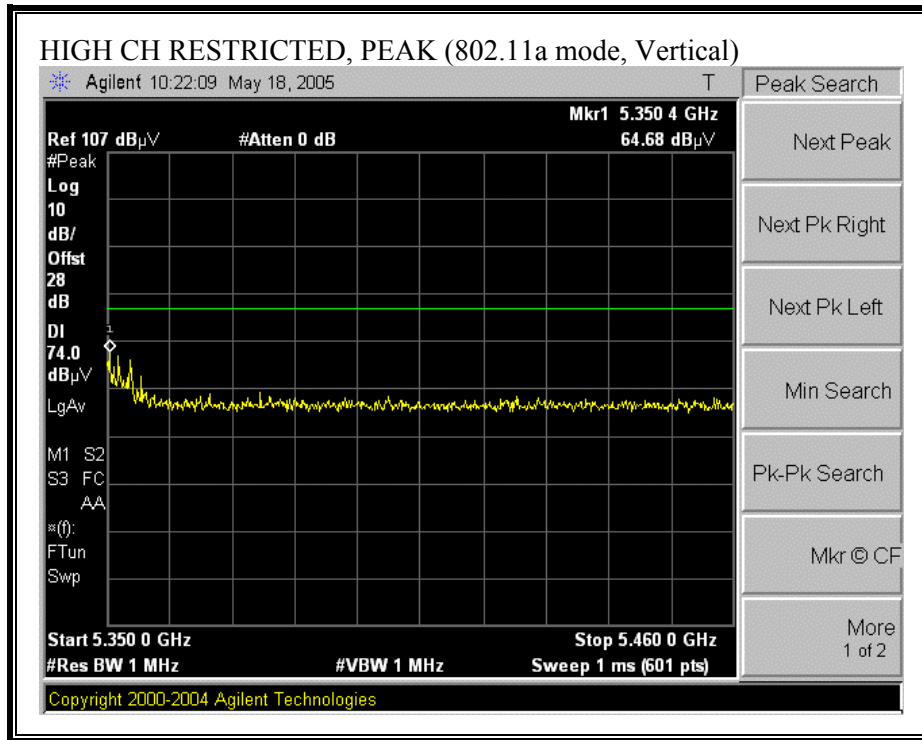 HIGH CH RESTRICTED, PEAK (802.11a mode, Vertical)
Agilent 10:22:09 May 18, 2005 T
Peak Search
Mkr1 5.350 4 GHz
Ref 107 dBµV #Atten 0 dB 64.68 dBµV
#Peak
Log
10
dB/
Offst
28
dB
DI
74.0
dBµV
LgAv
M1 S2
S3 FC
AA
¤(f):
FTun
Swp
1
Start 5.350 0 GHz Stop 5.460 0 GHz
#Res BW 1 MHz #VBW 1 MHz Sweep 1 ms (601 pts)
Copyright 2000-2004 Agilent Technologies
Next Peak
Next Pk Right
Next Pk Left
Min Search
Pk-Pk Search
Mkr © CF
More
1 of 2